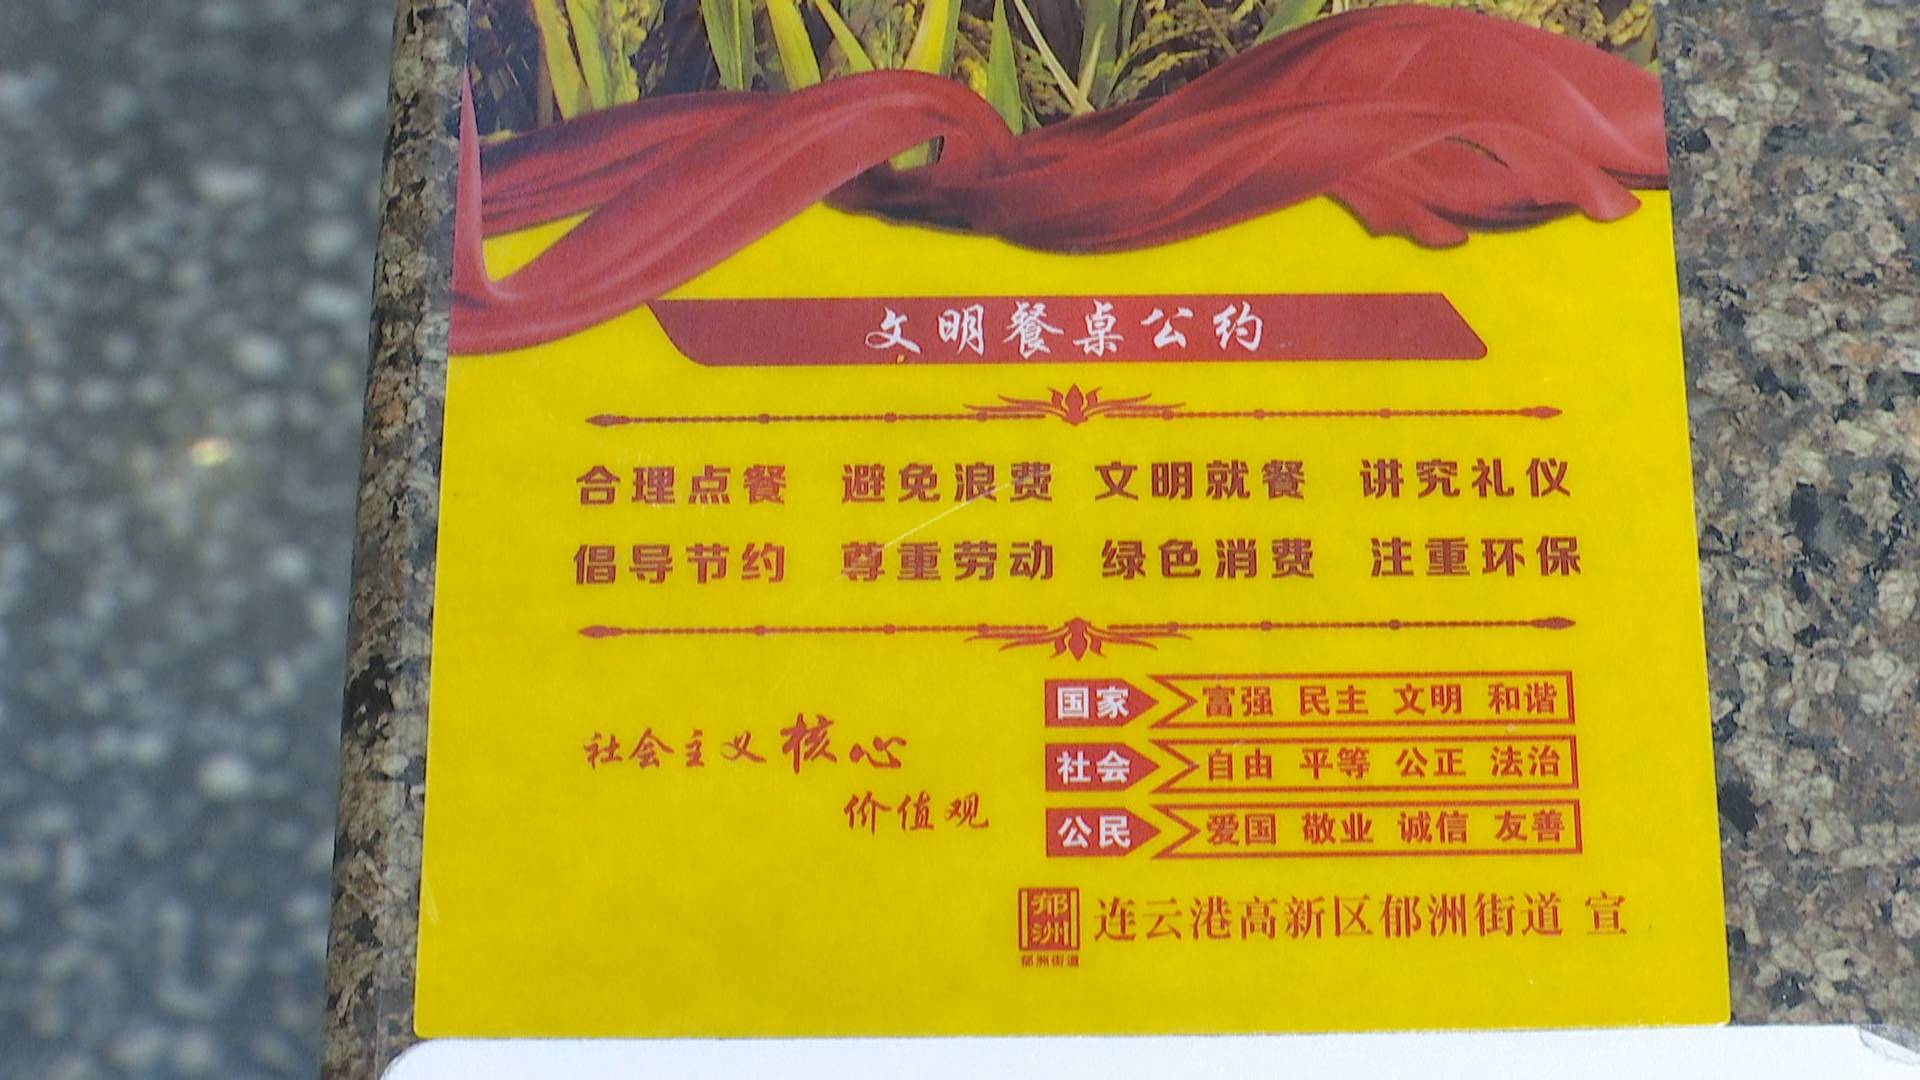 文明餐桌公约
合理点餐 避免浪费 文明就餐 讲究礼仪
倡导节约 尊重劳动 绿色消费 注重环保
社会主义核心
价值观
国家 富强 民主 文明 和谐
社会 自由 平等 公正 法治
公民 爱国 敬业 诚信 友善
郁洲
郁洲街道
连云港高新区郁洲街道 宣